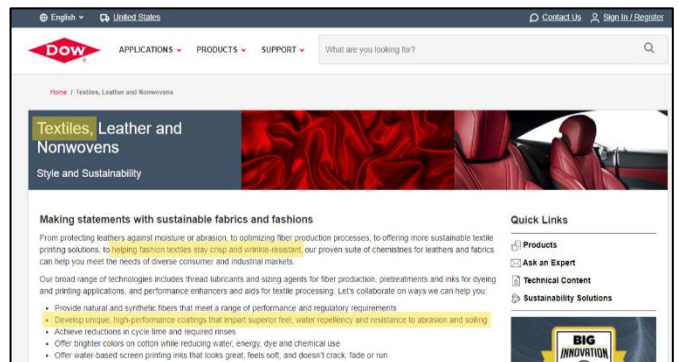 English United States Contact Us Sign In / Register
Dow APPLICATIONS PRODUCTS SUPPORT What are you looking for?
Home / Textiles, Leather and Nonwovens
Textiles, Leather and
Nonwovens
Style and Sustainability
Making statements with sustainable fabrics and fashions
From protecting leathers against moisture or abrasion, to optimizing fiber production processes, to offering more sustainable textile
printing solutions, to helping fashion textiles stay crisp and wrinkle-resistant, our proven suite of chemistries for leathers and fabrics
can help you meet the needs of diverse consumer and industrial markets.
Our broad range of technologies includes thread lubricants and sizing agents for fiber production, pretreatments and inks for dyeing
and printing applications, and performance enhancers and aids for textile processing. Let's collaborate on ways we can help you:
• Provide natural and synthetic fibers that meet a range of performance and regulatory requirements
• Develop unique, high-performance coatings that impart superior feel, water repellency and resistance to abrasion and soiling
• Achieve reductions in cycle time and required rinses
• Offer brighter colors on cotton while reducing water, energy, dye and chemical use
• Offer water-based screen printing inks that looks great, feels soft, and doesn't crack, fade or run
Quick Links
Products
Ask an Expert
Technical Content
Sustainability Solutions
BIG
INNOVATION